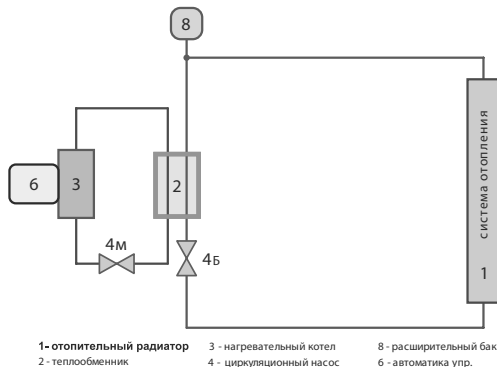 8
система отопления
6
3
2
4м
4Б
1
1- отопительный радиатор
3 - нагревательный котел
8 - расширительный бак
2 - теплообменник
4 - циркуляционный насос
6 - автоматика упр.